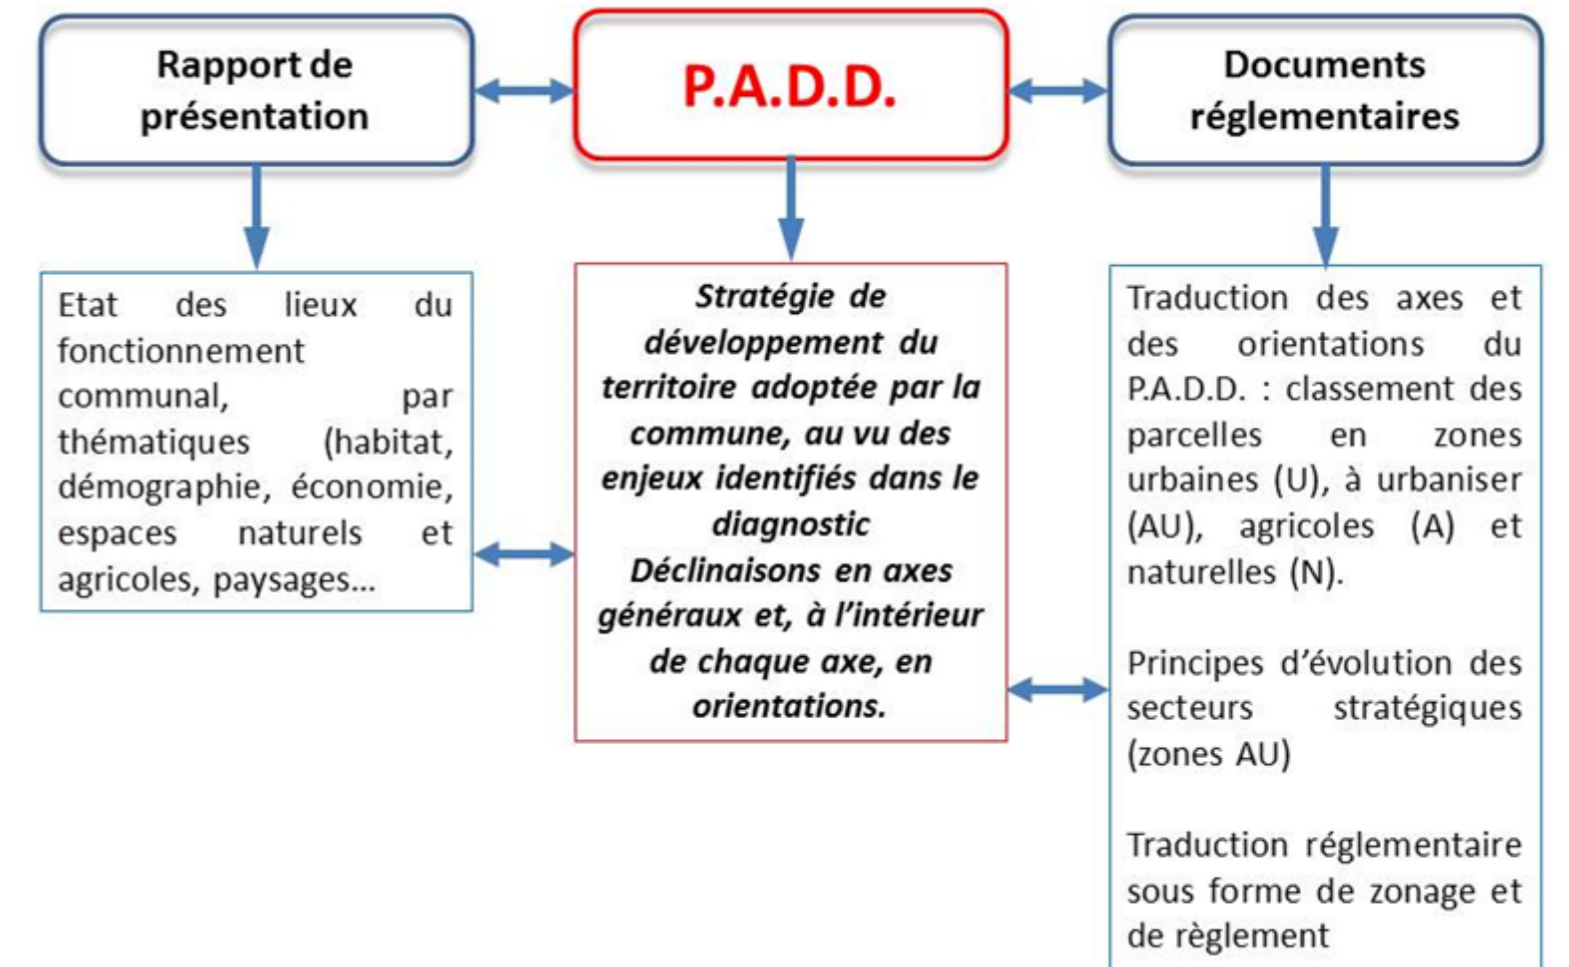 Rapport de
présentation
P.A.D.D.
Documents
réglementaires
Etat des lieux du
fonctionnement
communal, par
thématiques (habitat,
démographie, économie,
espaces naturels et
agricoles, paysages...
Stratégie de
développement du
territoire adoptée par la
commune, au vu des
enjeux identifiés dans le
diagnostic
Déclinaisons en axes
généraux et, à l’intérieur
de chaque axe, en
orientations.
Traduction des axes et
des orientations du
P.A.D.D. : classement des
parcelles en zones
urbaines (U), à urbaniser
(AU), agricoles (A) et
naturelles (N).
Principes d’évolution des
secteurs stratégiques
(zones AU)
Traduction réglementaire
sous forme de zonage et
de règlement